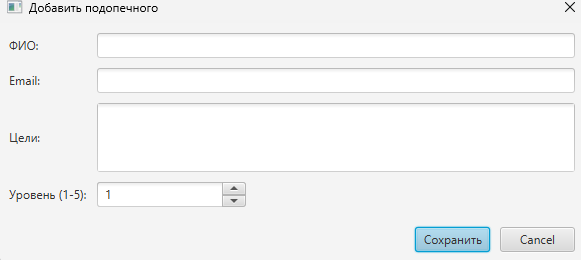 Добавить подопечного
ФИО:
Email:
Цели:
Уровень (1-5): 1
Сохранить Cancel